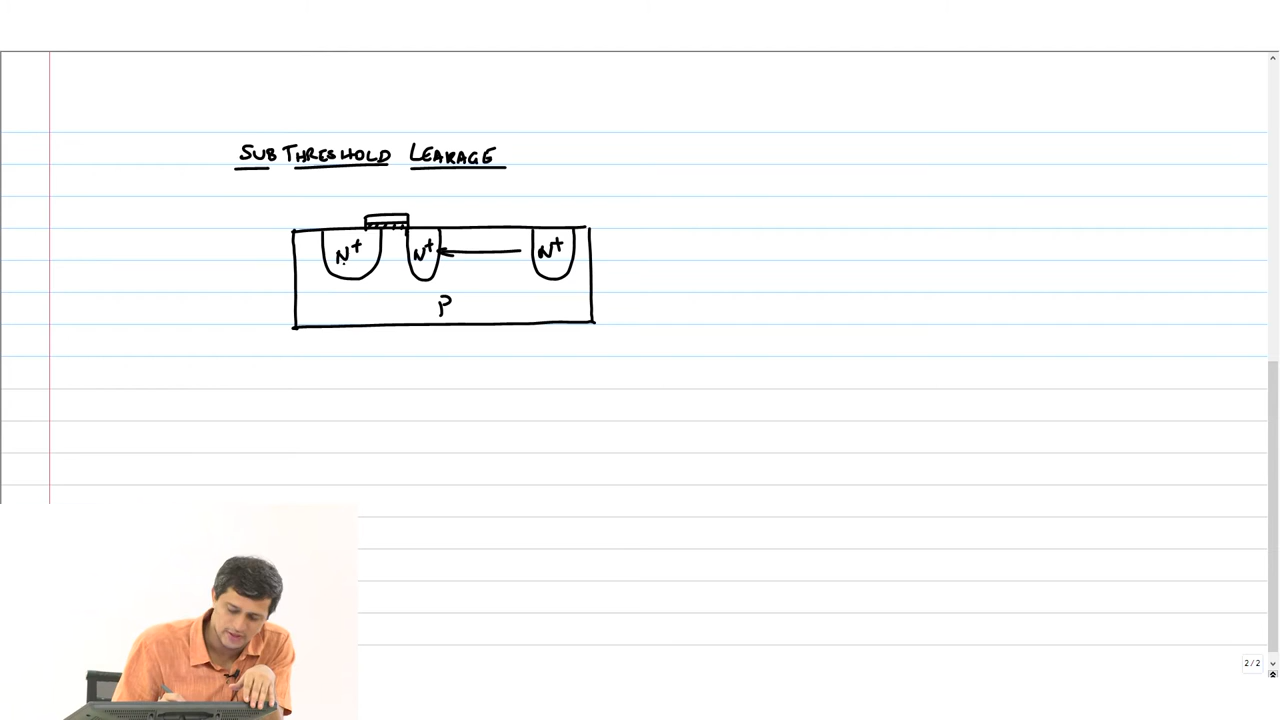 SUB THRESHOLD LEAKAGE
N+ N+ N+
P
2/2